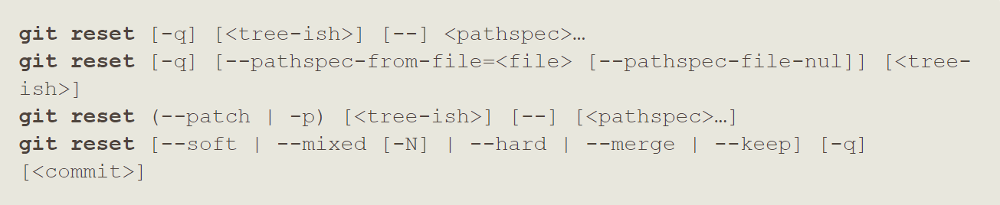 git reset [-q] [<tree-ish>] [--] <pathspec>…
git reset [-q] [--pathspec-from-file=<file> [--pathspec-file-nul]] [<tree-
ish>]
git reset (--patch | -p) [<tree-ish>] [--] [<pathspec>…]
git reset [--soft | --mixed [-N] | --hard | --merge | --keep] [-q]
[<commit>]